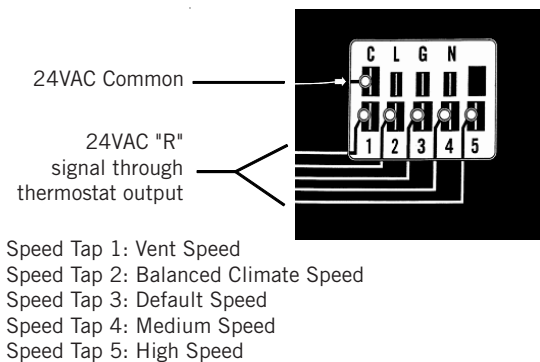 C L G N
24VAC Common
24VAC "R"
signal through
thermostat output
1 2 3 4 5
Speed Tap 1: Vent Speed
Speed Tap 2: Balanced Climate Speed
Speed Tap 3: Default Speed
Speed Tap 4: Medium Speed
Speed Tap 5: High Speed